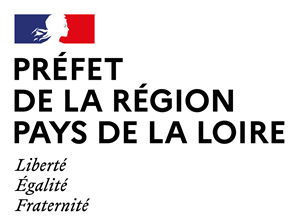 PRÉFET
DE LA RÉGION
PAYS DE LA LOIRE
Liberté
Égalité
Fraternité